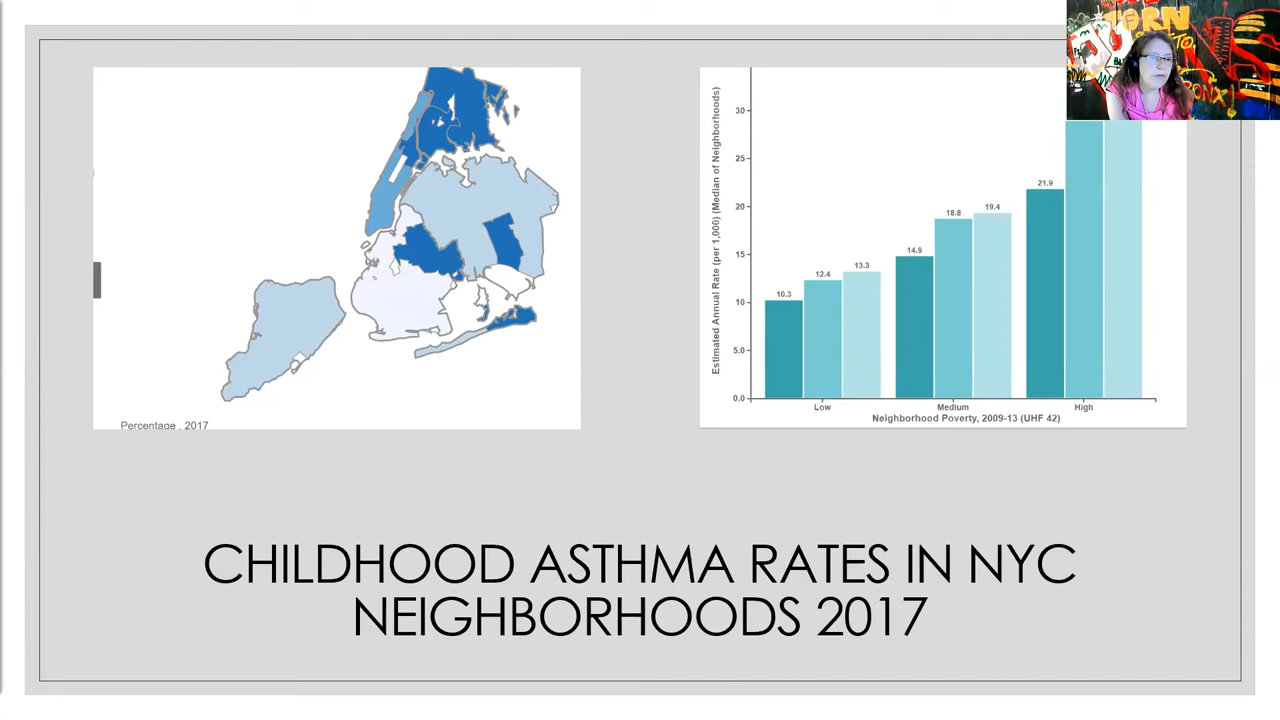 Percentage , 2017
Estimated Annual Rate (per 1,000) (Median of Neighborhoods)
30
25
20
15
10
5.0
0.0
10.3
12.4
13.3
14.9
18.8
19.4
21.9
Low
Medium
High
Neighborhood Poverty, 2009-13 (UHF 42)
CHILDHOOD ASTHMA RATES IN NYC
NEIGHBORHOODS 2017
TORN